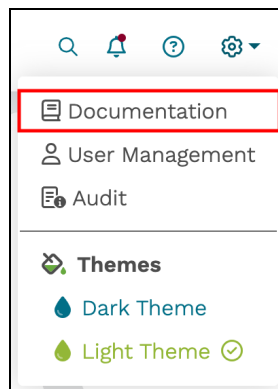 Documentation
User Management
Audit
Themes
Dark Theme
Light Theme